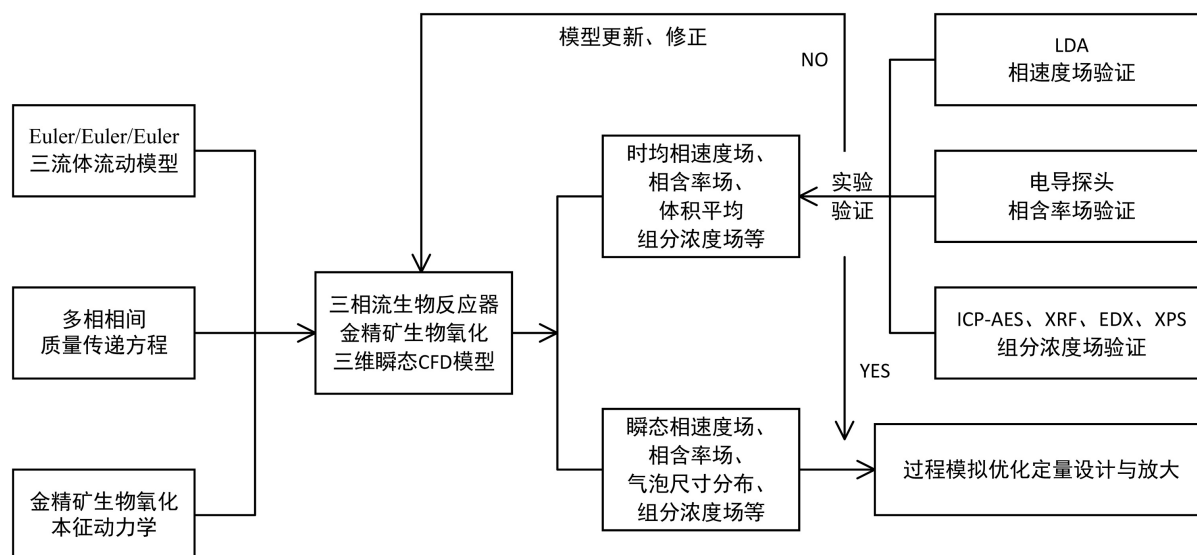 Euler/Euler/Euler
三流体流动模型
多相相间
质量传递方程
金精矿生物氧化
本征动力学
三相流生物反应器
金精矿生物氧化
三维瞬态CFD模型
模型更新、修正
NO
时均相速度场、
相含率场、
体积平均
组分浓度场等
瞬态相速度场、
相含率场、
气泡尺寸分布、
组分浓度场等
实验
验证
YES
LDA
相速度场验证
电导探头
相含率场验证
ICP-AES、XRF、EDX、XPS
组分浓度场验证
过程模拟优化定量设计与放大